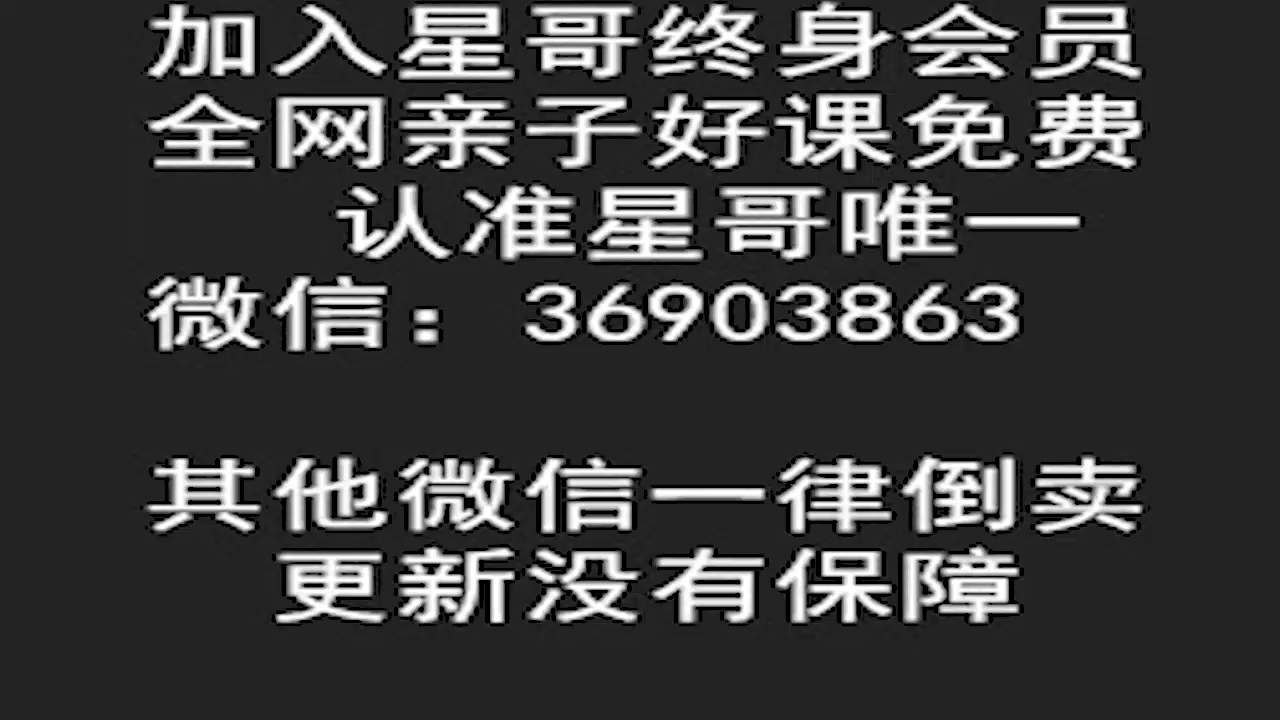 加入星哥终身会员
全网亲子好课免费
认准星哥唯一
微信：36903863
其他微信一律倒卖
更新没有保障